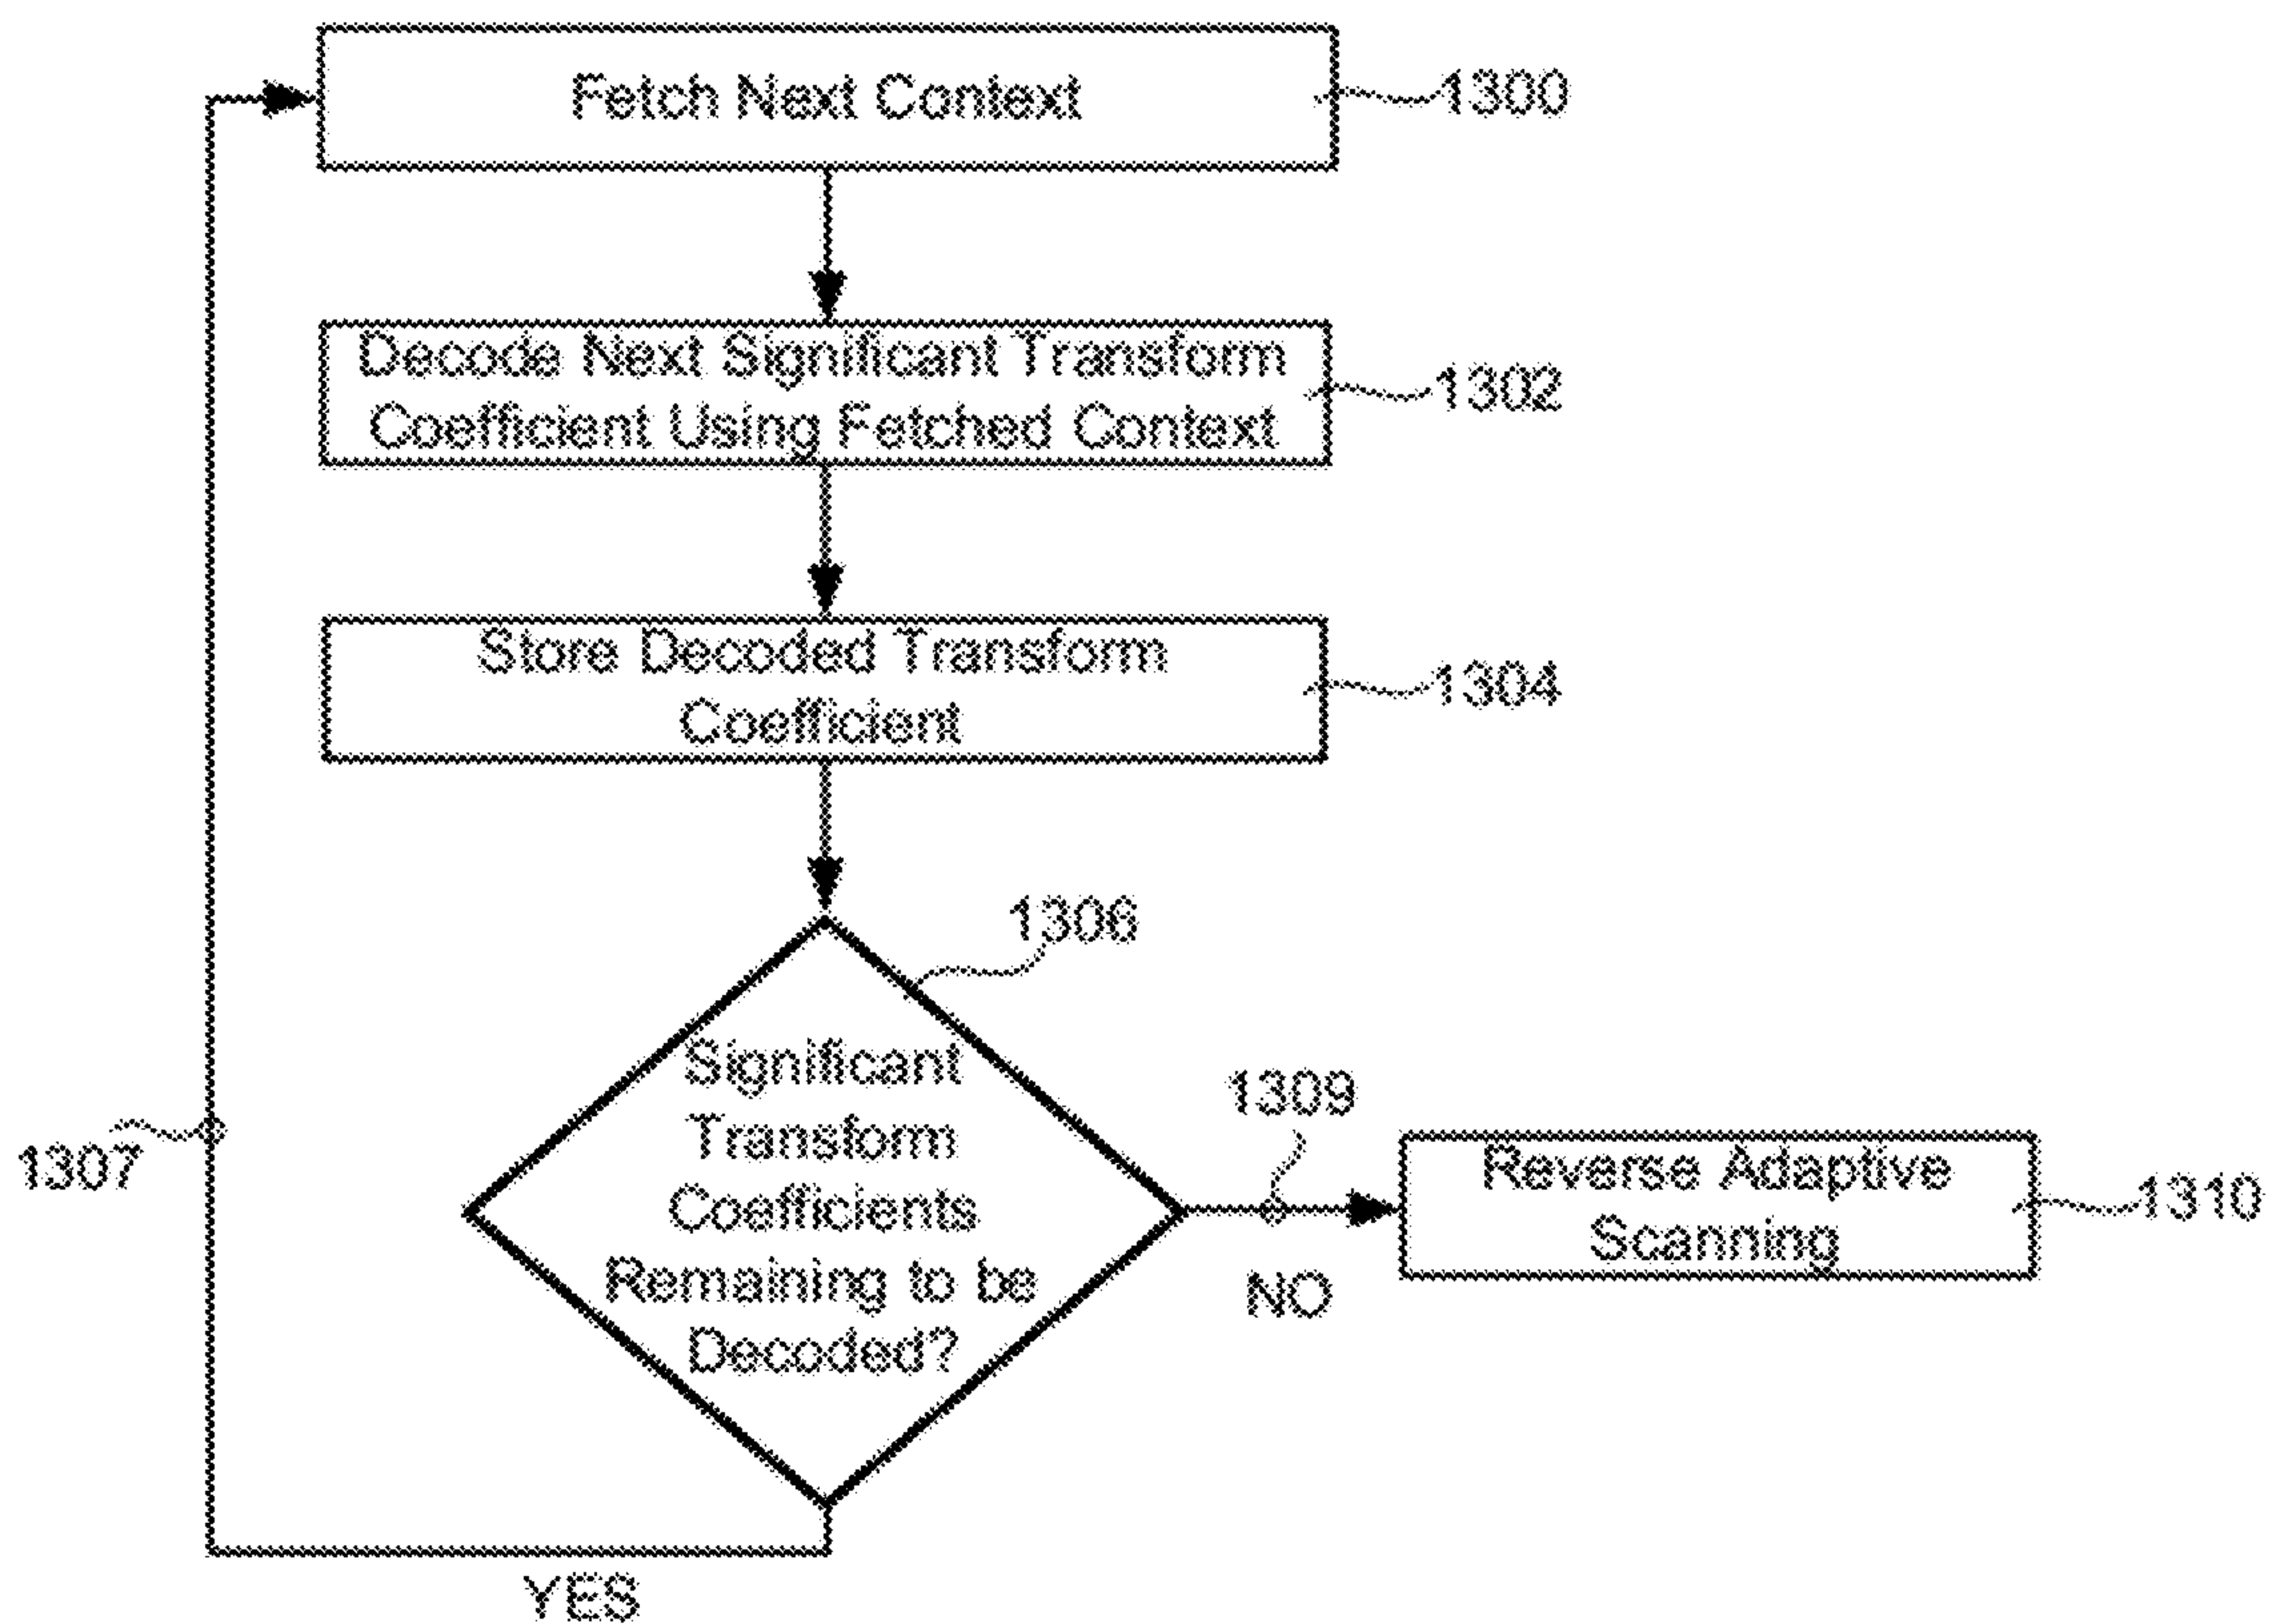 Fetch Next Context
1300
Decode Next Significant Transform
Coefficient Using Fetched Context
1302
Store Decoded Transform
Coefficient
1304
1306
Significant
Transform
Coefficients
Remaining to be
Decoded?
1307
1309
NO
Reverse Adaptive
Scanning
1310
YES